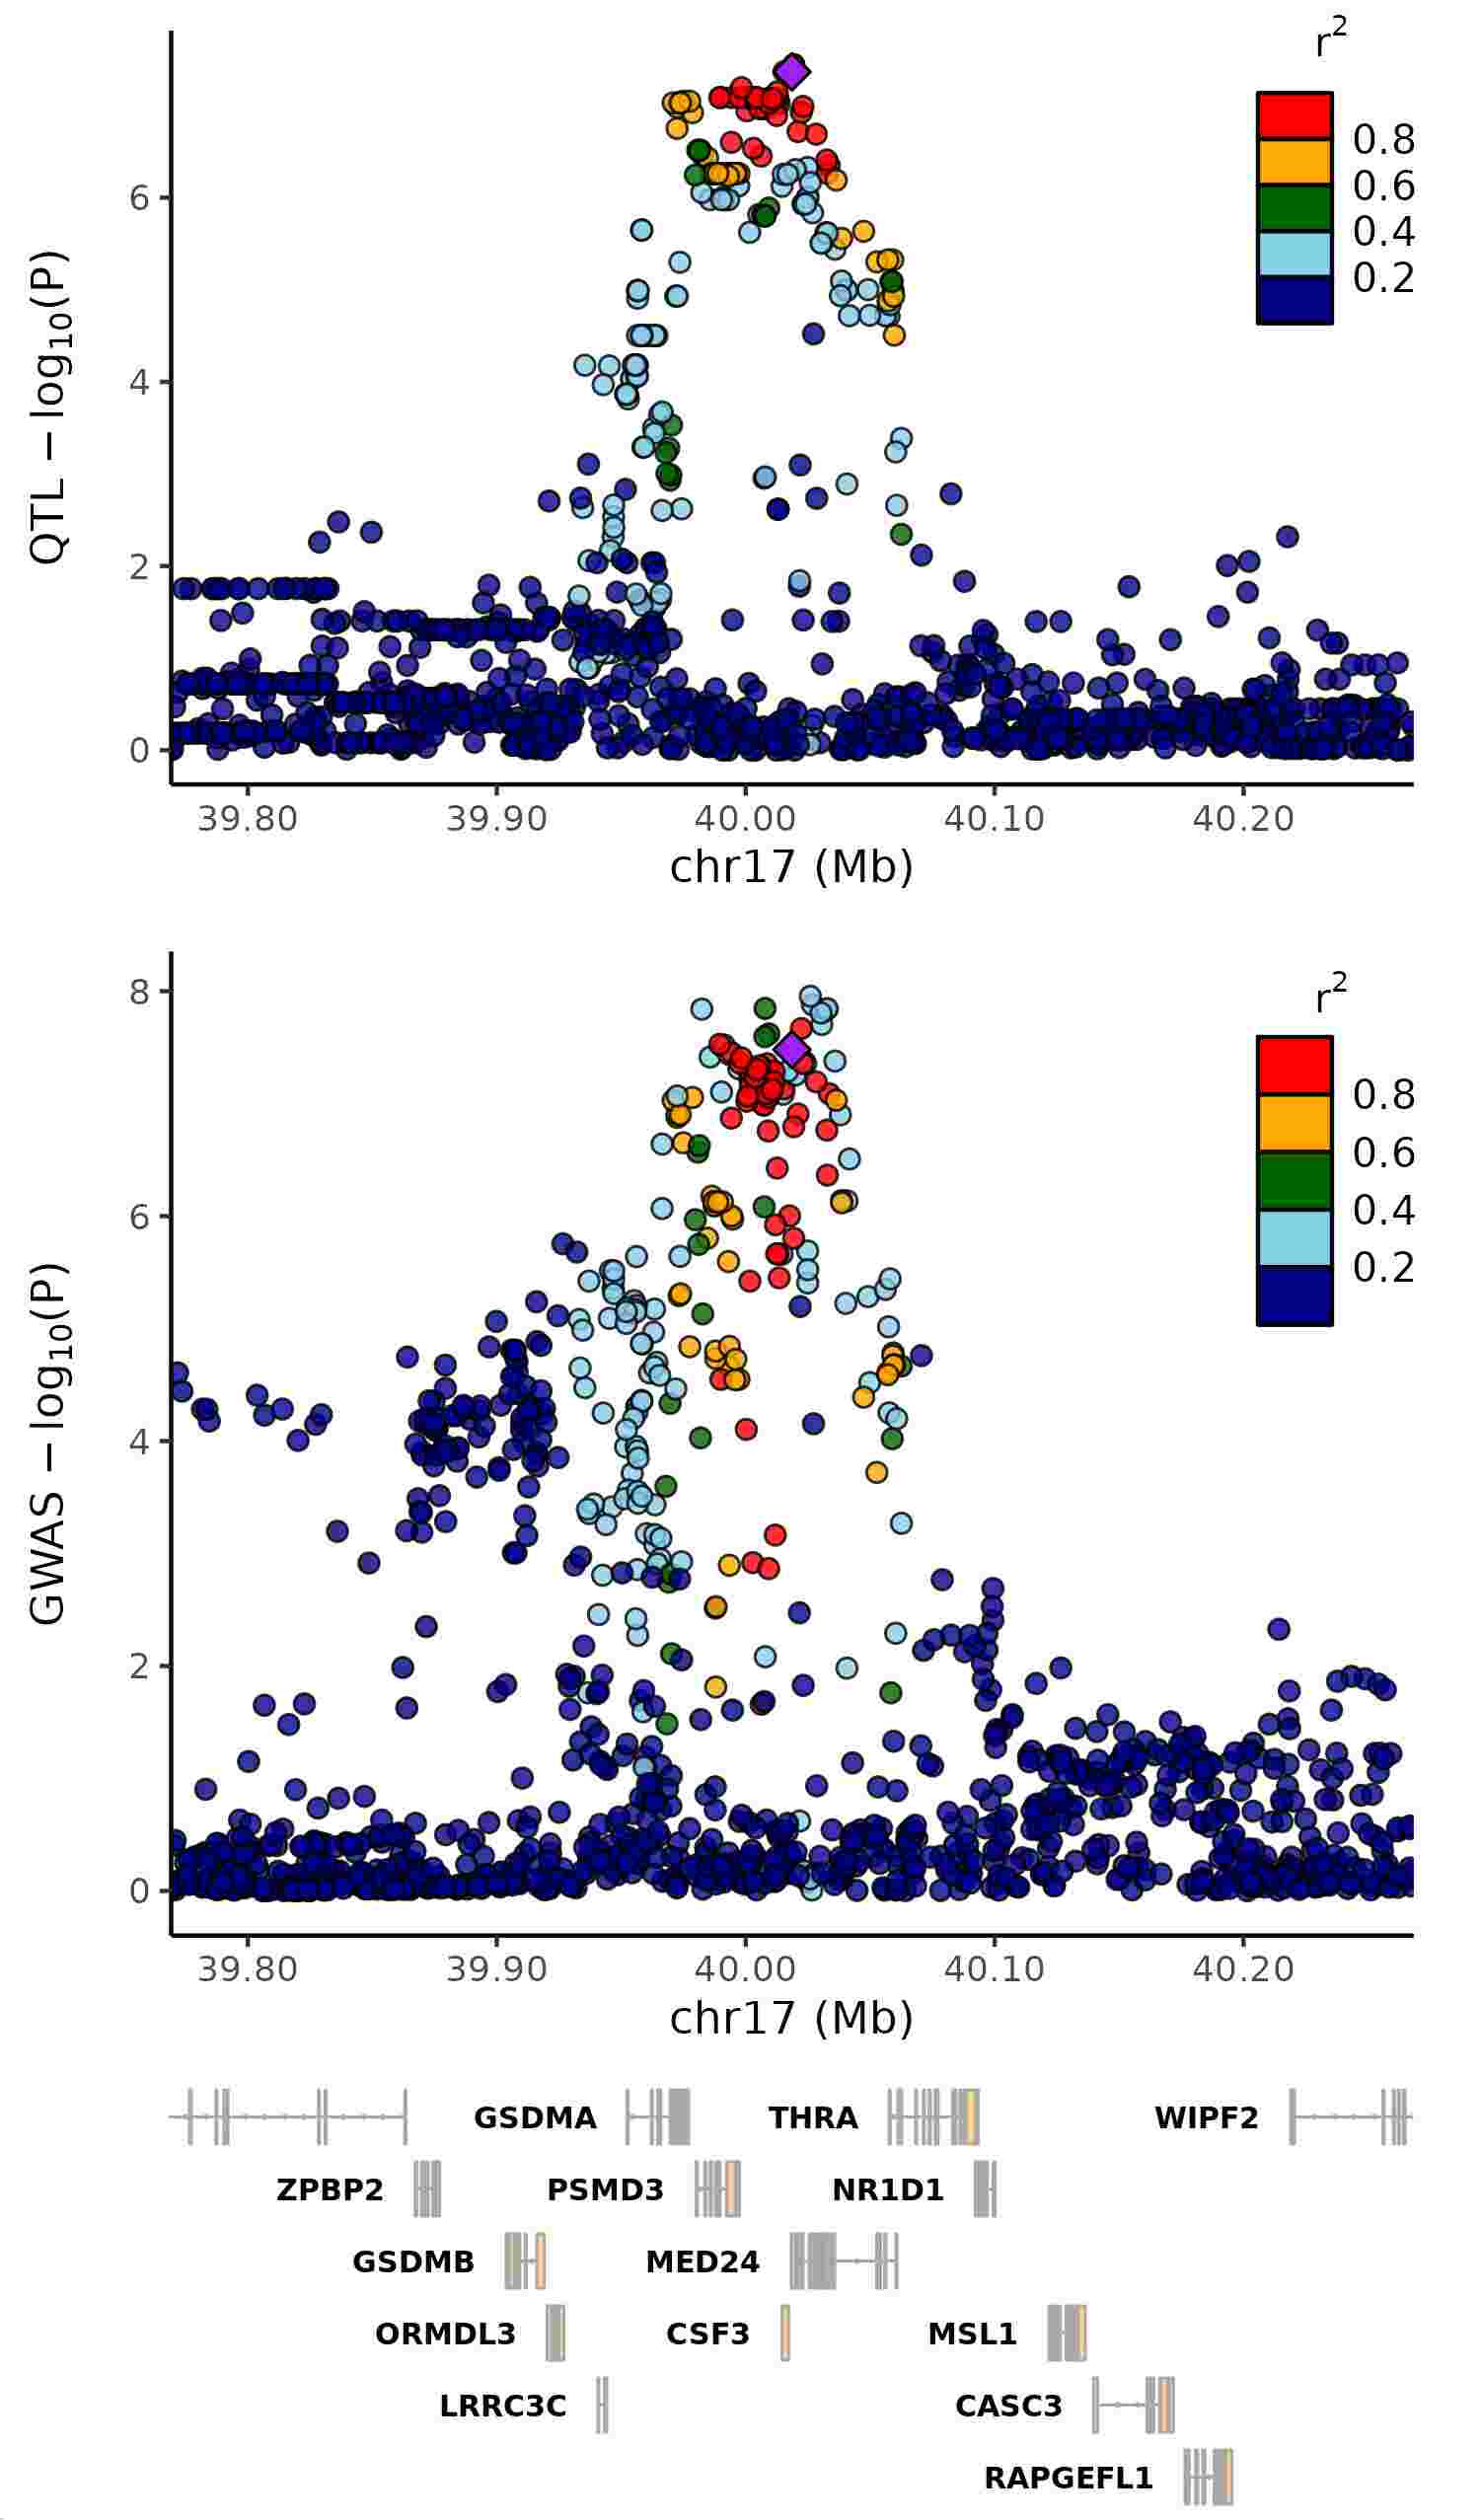 r2
0.8
0.6
0.4
0.2
QTL −log10(P)
6
4
2
0
39.80 39.90 40.00 40.10 40.20
chr17 (Mb)
r2
0.8
0.6
0.4
0.2
GWAS −log10(P)
8
6
4
2
0
39.80 39.90 40.00 40.10 40.20
chr17 (Mb)
GSDMA THRA WIPF2
ZPBP2 PSMD3 NR1D1
GSDMB MED24
ORMDL3 CSF3 MSL1
LRRC3C CASC3
RAPGEFL1